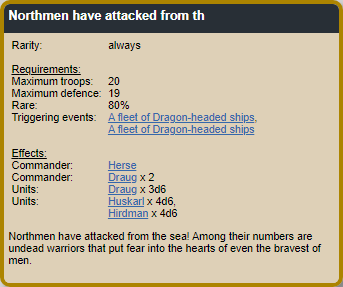 Northmen have attacked from th
Rarity: always
Requirements:
Maximum troops: 20
Maximum defence: 19
Rare: 80%
Triggering events: A fleet of Dragon-headed ships,
A fleet of Dragon-headed ships
Effects:
Commander: Herse
Commander: Draug x 2
Units: Draug x 3d6
Units: Huskarl x 4d6,
Hirdman x 4d6
Northmen have attacked from the sea! Among their numbers are
undead warriors that put fear into the hearts of even the bravest of
men.